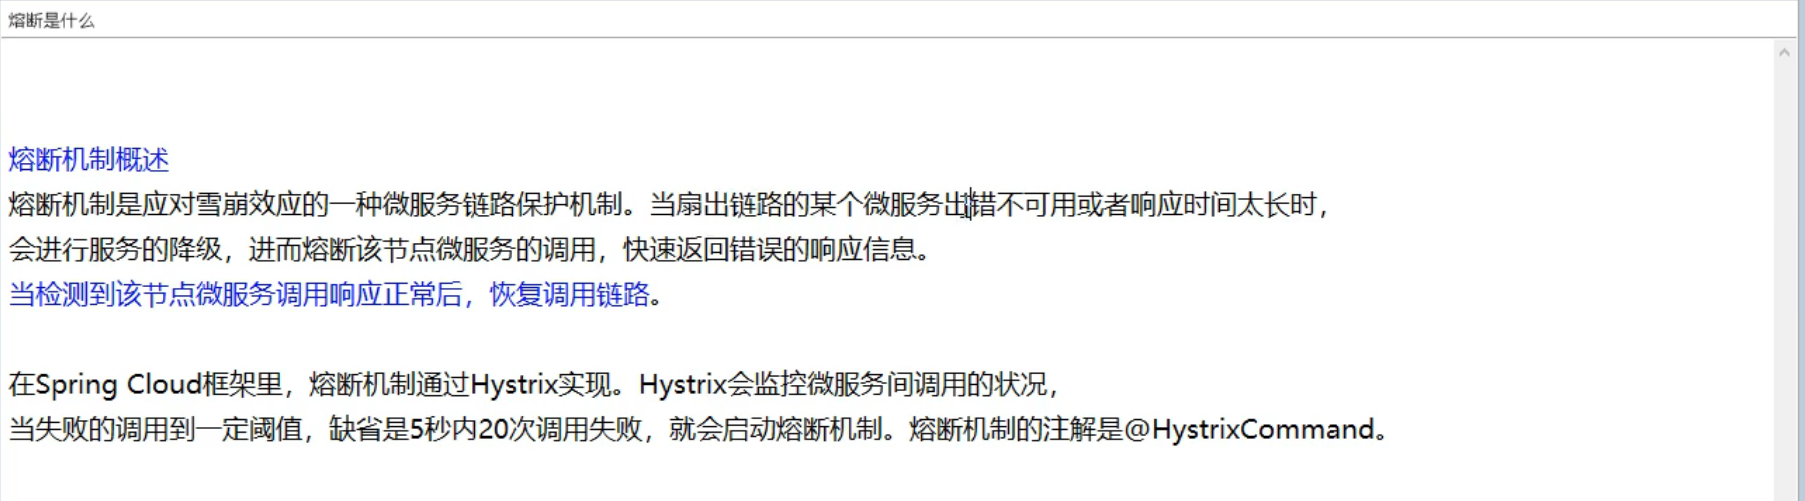 熔断是什么
熔断机制概述
熔断机制是应对雪崩效应的一种微服务链路保护机制。当扇出链路的某个微服务出错不可用或者响应时间太长时，
会进行服务的降级，进而熔断该节点微服务的调用，快速返回错误的响应信息。
当检测到该节点微服务调用响应正常后，恢复调用链路。
在Spring Cloud框架里，熔断机制通过Hystrix实现。Hystrix会监控微服务间调用的状况，
当失败的调用到一定阈值，缺省是5秒内20次调用失败，就会启动熔断机制。熔断机制的注解是@HystrixCommand。